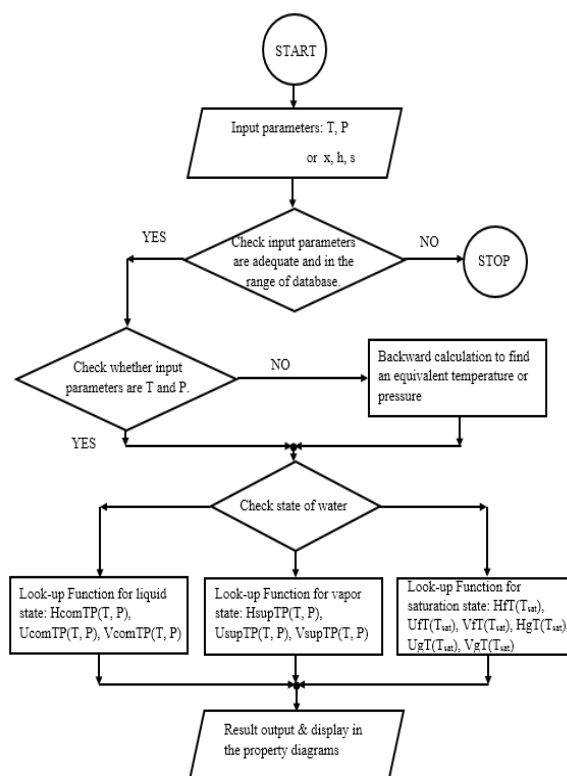 START
Input parameters: T, P
or x, h, s
YES
Check input parameters
are adequate and in the
range of database.
NO
STOP
Check whether input
parameters are T and P.
NO
Backward calculation to find
an equivalent temperature or
pressure
YES
Check state of water
Look-up Function for liquid
state: HcomTP(T, P),
UcomTP(T, P), VcomTP(T, P)
Look-up Function for vapor
state: HsupTP(T, P),
UsupTP(T, P), VsupTP(T, P)
Look-up Function for
saturation state: HfT(Tsat),
UfT(Tsat), VfT(Tsat), HgT(Tsat),
UgT(Tsat), VgT(Tsat)
Result output & display in
the property diagrams